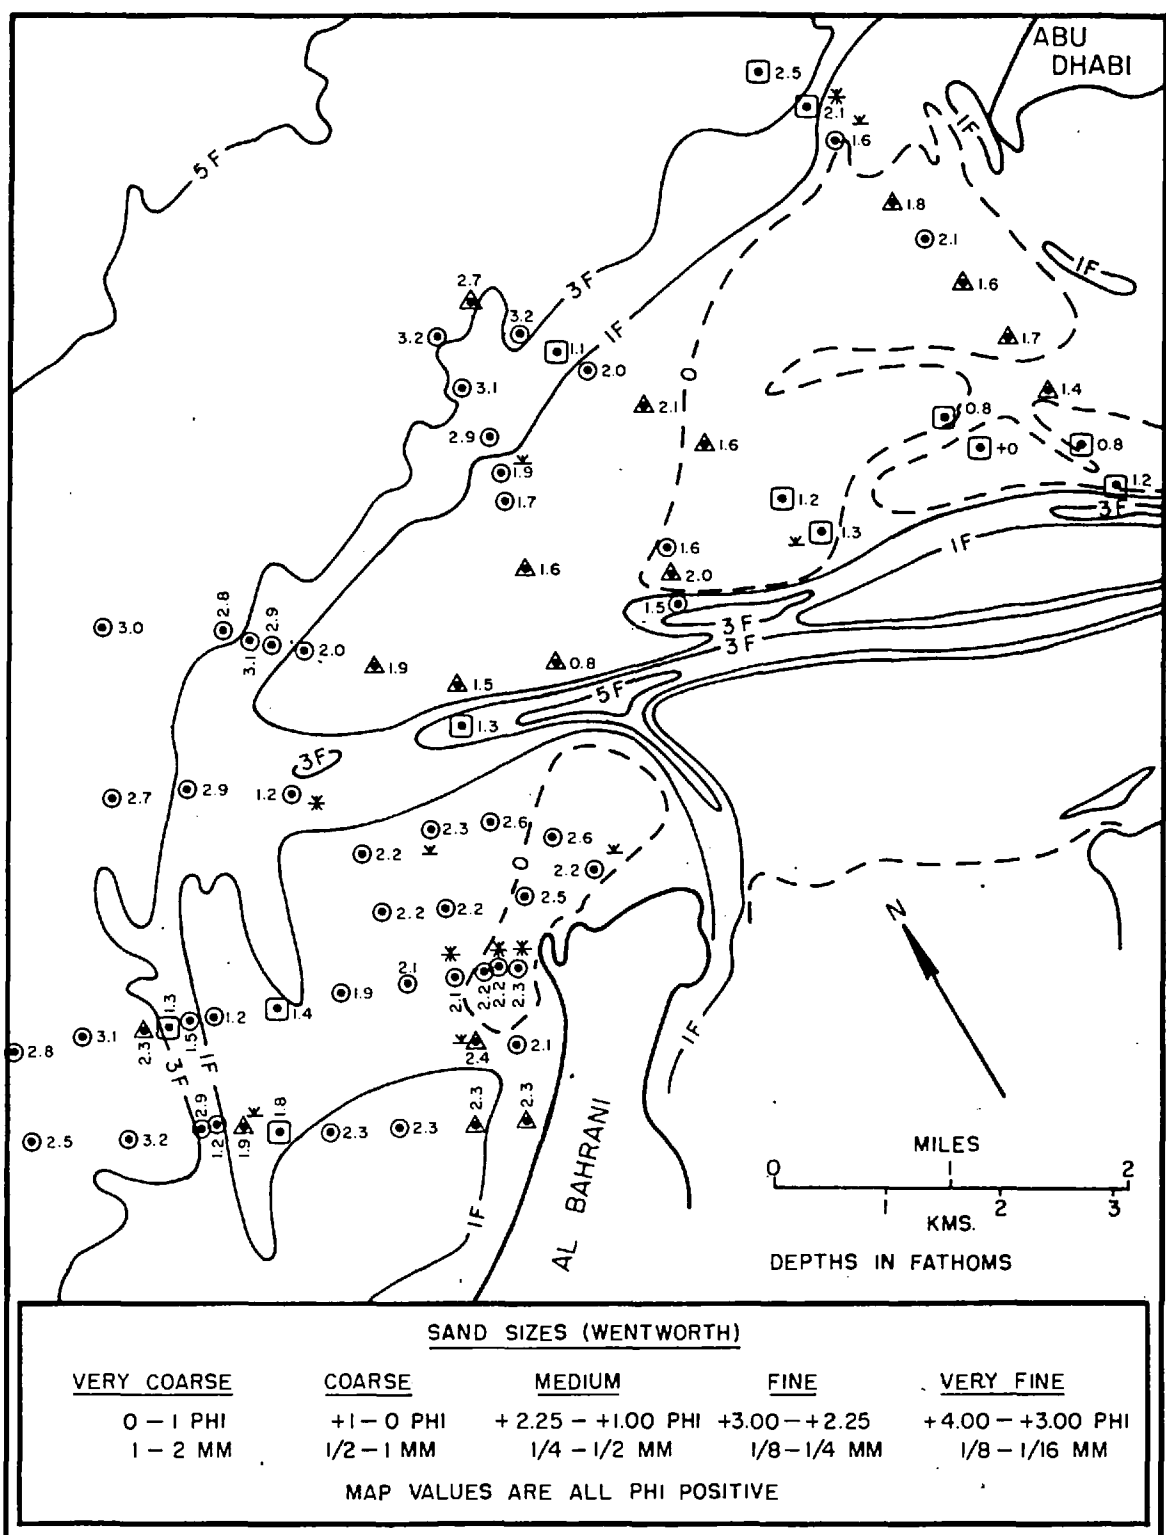 ABU
DHABI
2.5
2.1
1.6
1F
5F
1.8
2.1
1F
3F
1.6
2.7
3.2
3.2
1F
1.1
1.7
2.0
0
3.1
1.4
2.1
0.8
2.9
1.6
+0
0.8
1.9
1.2
1.7
1.2
3F
1.3
1F
1.6
1.6
2.0
1.5
3.0
2.8
2.9
3.1
2.0
3F
3F
1.9
0.8
1.5
5F
1.3
3F
2.7
2.9
1.2
2.3
2.6
2.6
2.2
0
2.2
2.5
2.2
2.2
N
2.1
1.9
2.1
2.2
2.2
2.3
1.3
1.2
1.4
1.5
3.1
2.3
2.8
1F
1F
3F
2.4
2.1
2.9
1.8
2.3
2.3
2.5
3.2
1.2
1.9
2.3
2.3
AL BAHRANI
1F
MILES
0 2
1 2 3
KMS.
DEPTHS IN FATHOMS
SAND SIZES (WENTWORTH)
VERY COARSE COARSE MEDIUM FINE VERY FINE
0 – 1 PHI +1 – 0 PHI +2.25 – +1.00 PHI +3.00 – +2.25 +4.00 – +3.00 PHI
1 – 2 MM 1/2 – 1 MM 1/4 – 1/2 MM 1/8 – 1/4 MM 1/8 – 1/16 MM
MAP VALUES ARE ALL PHI POSITIVE